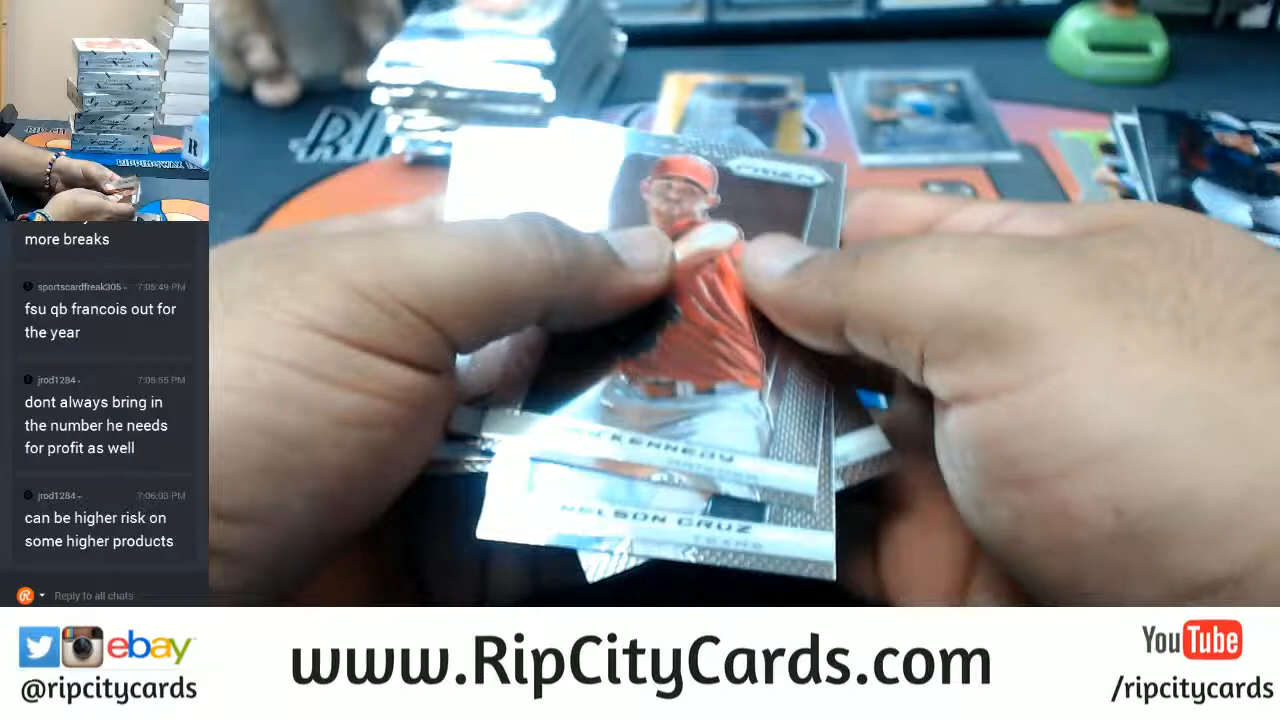 more breaks
sportscardfreak305
7:05:49 PM
fsu qb francois out for
the year
jrod1284
7:05:55 PM
dont always bring in
the number he needs
for profit as well
jrod1284
7:06:03 PM
can be higher risk on
some higher products
Reply to all chats
PRIZM
KENNEDY
NELSON CRUZ
TEXAS
ebay
@ripcitycards
www.RipCityCards.com
YouTube
/ripcitycards